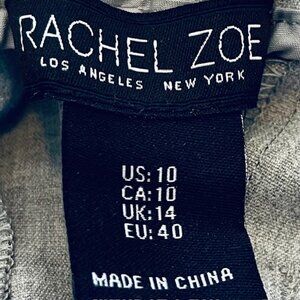 RACHEL ZOE
LOS ANGELES NEW YORK
US: 10
CA: 10
UK: 14
EU: 40
MADE IN CHINA